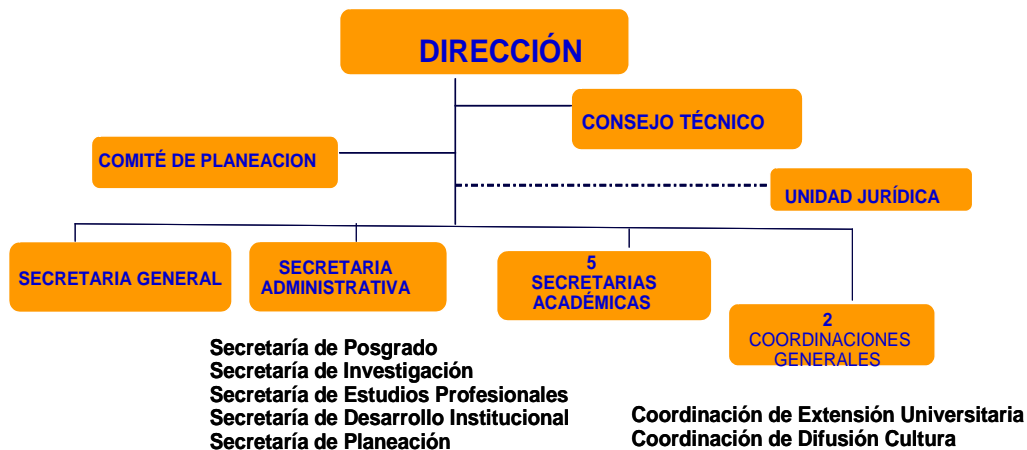 DIRECCIÓN
CONSEJO TÉCNICO
COMITÉ DE PLANEACION
UNIDAD JURÍDICA
SECRETARIA GENERAL
SECRETARIA
ADMINISTRATIVA
5
SECRETARIAS
ACADÉMICAS
2
COORDINACIONES
GENERALES
Secretaría de Posgrado
Secretaría de Investigación
Secretaría de Estudios Profesionales
Secretaría de Desarrollo Institucional
Secretaría de Planeación
Coordinación de Extensión Universitaria
Coordinación de Difusión Cultura